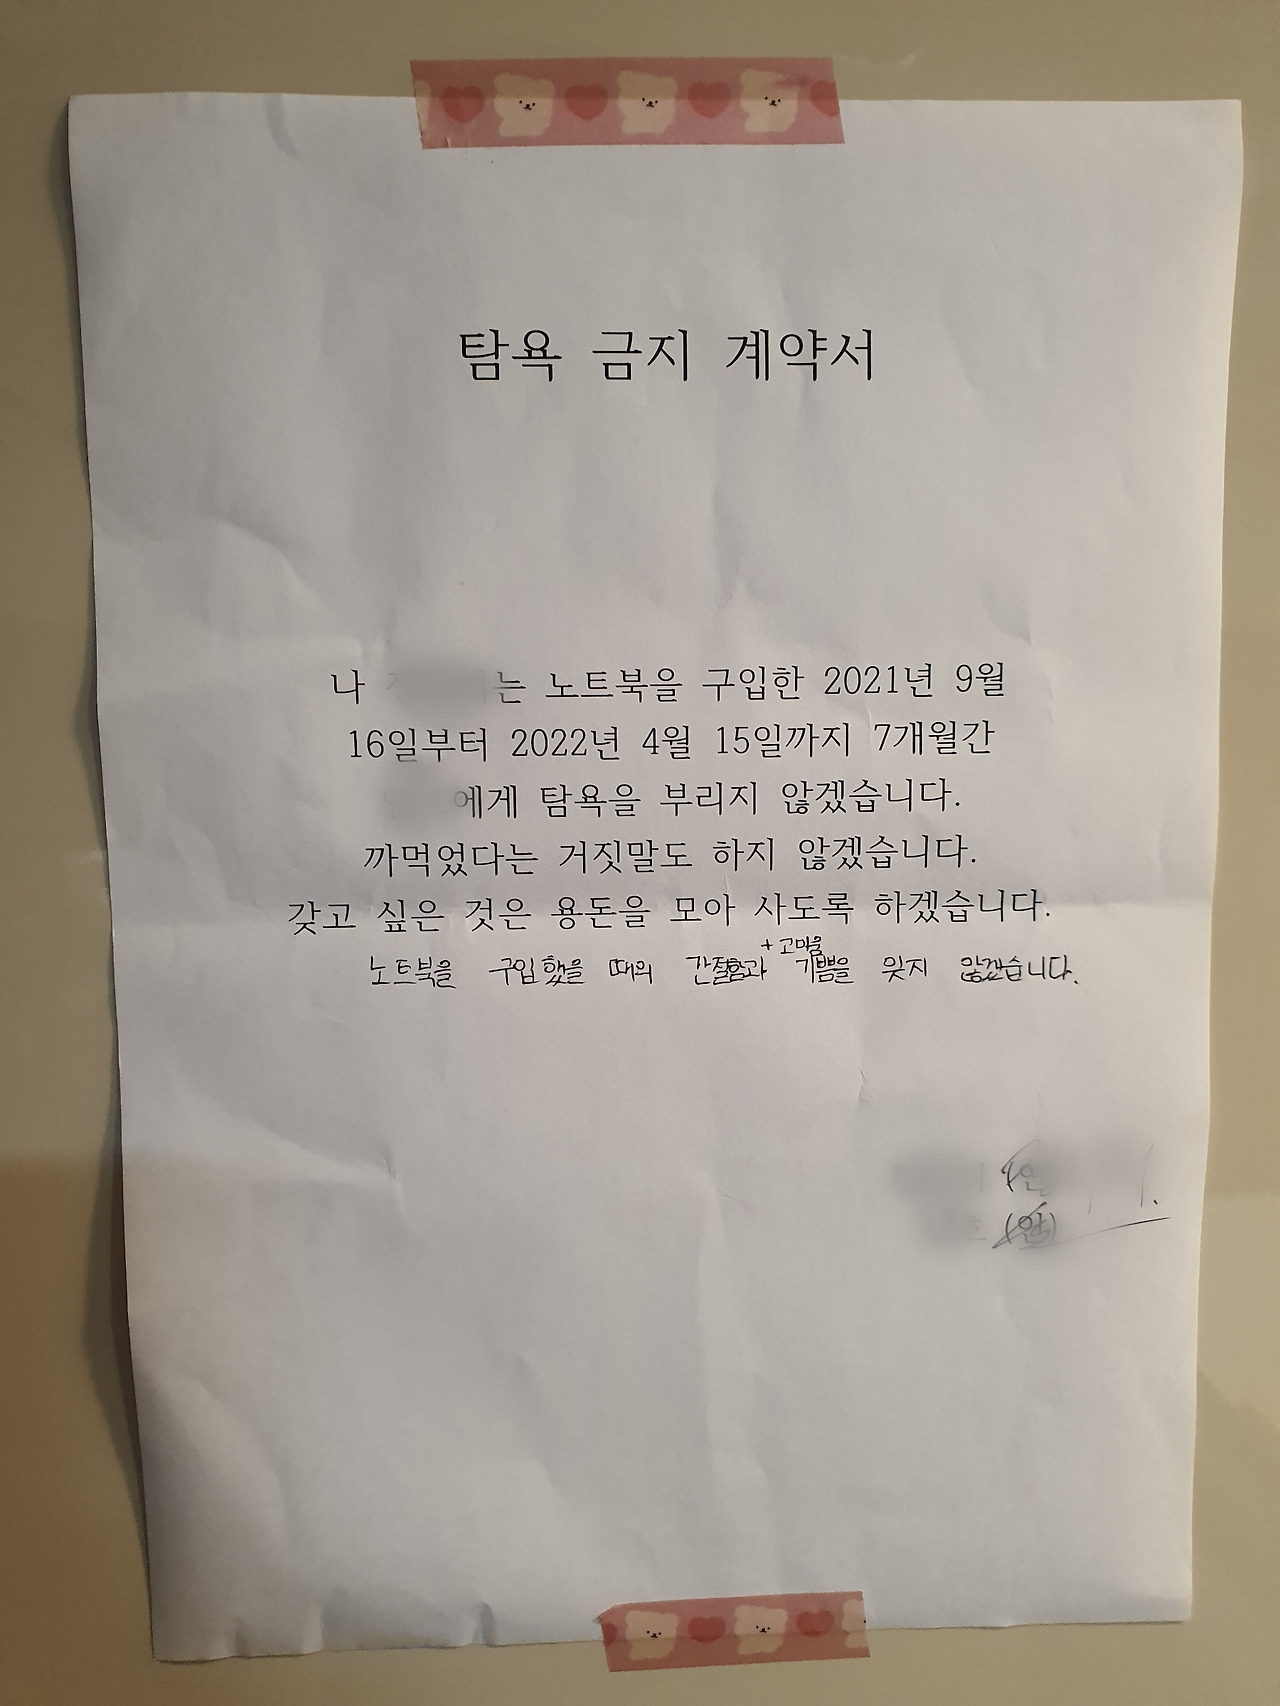 탐욕 금지 계약서
나 는 노트북을 구입한 2021년 9월
16일부터 2022년 4월 15일까지 7개월간
에게 탐욕을 부리지 않겠습니다.
까먹었다는 거짓말도 하지 않겠습니다.
갖고 싶은 것은 용돈을 모아 사도록 하겠습니다.
+ 고마움
노트북을 구입했을 때의 간절함과 기쁨을 잊지 않겠습니다.
(인)
(인)